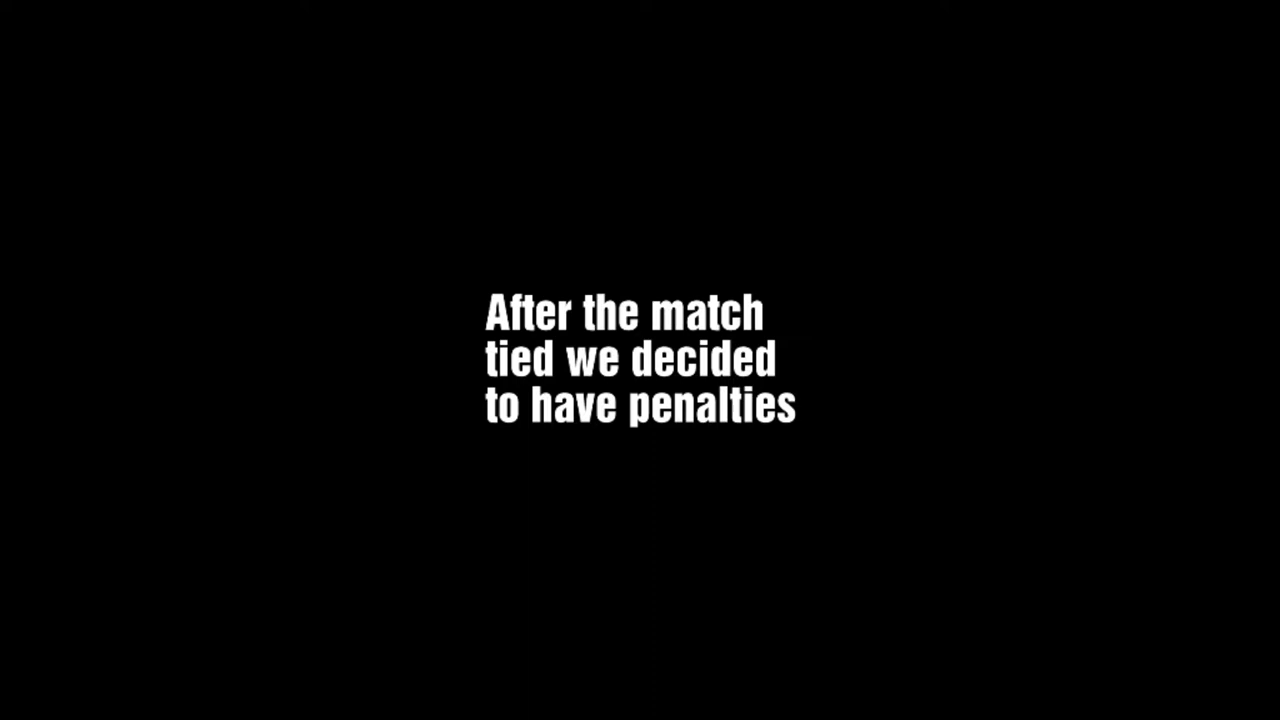 After the match
tied we decided
to have penalties